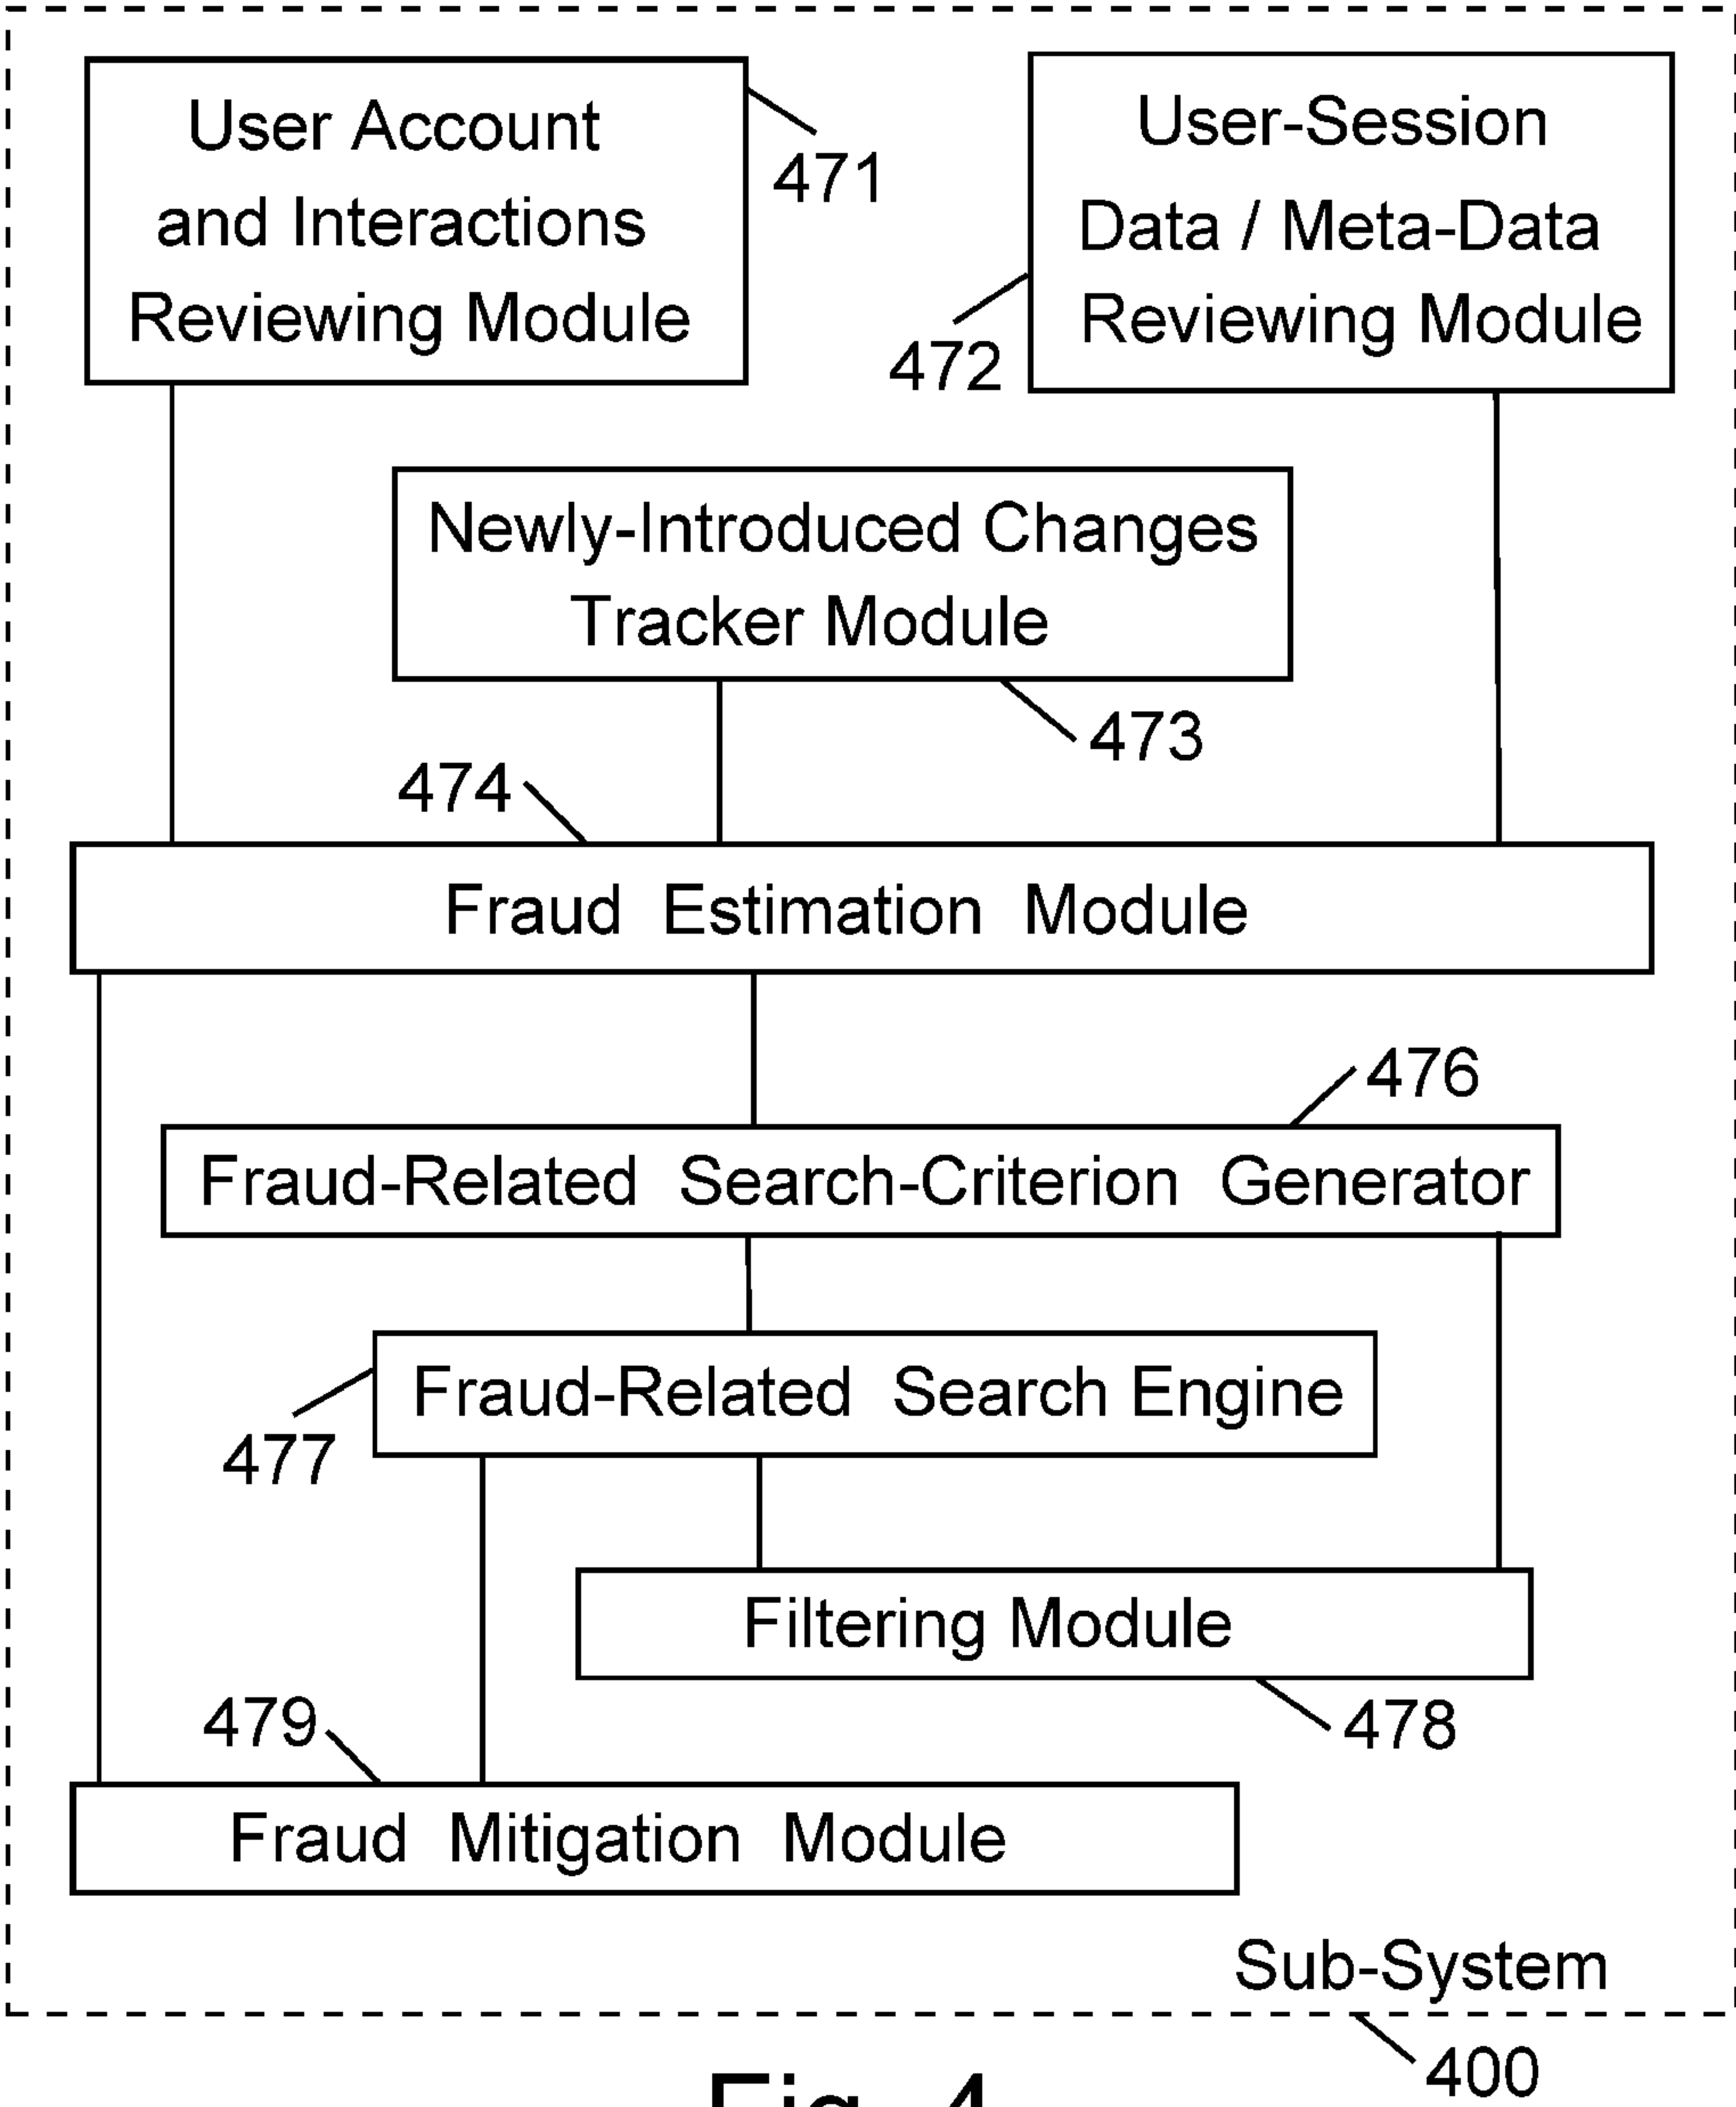 User Account
and Interactions
Reviewing Module
471
User-Session
Data / Meta-Data
Reviewing Module
472
Newly-Introduced Changes
Tracker Module
473
474
Fraud Estimation Module
476
Fraud-Related Search-Criterion Generator
Fraud-Related Search Engine
477
Filtering Module
478
479
Fraud Mitigation Module
Sub-System
400
Fig. 4